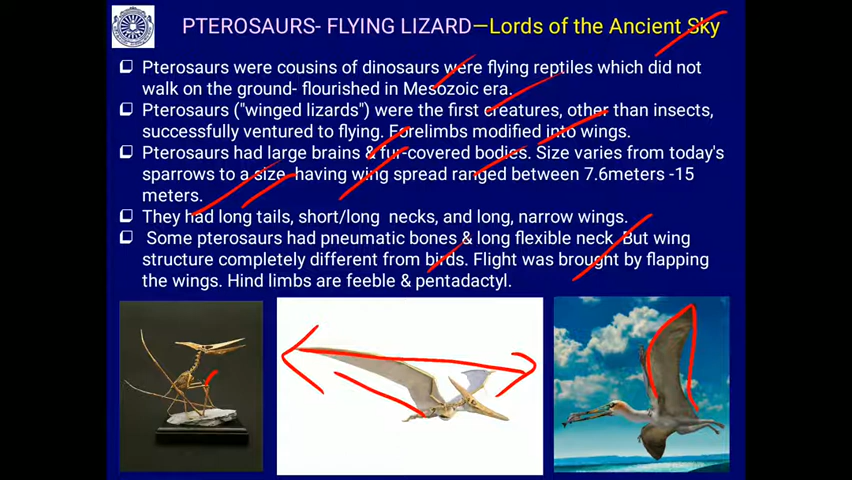 PTEROSAURS- FLYING LIZARD—Lords of the Ancient Sky
❑ Pterosaurs were cousins of dinosaurs were flying reptiles which did not
walk on the ground- flourished in Mesozoic era.
❑ Pterosaurs ("winged lizards") were the first creatures, other than insects,
successfully ventured to flying. Forelimbs modified into wings.
❑ Pterosaurs had large brains & fur-covered bodies. Size varies from today's
sparrows to a size having wing spread ranged between 7.6meters -15
meters.
❑ They had long tails, short/long necks, and long, narrow wings.
❑ Some pterosaurs had pneumatic bones & long flexible neck. But wing
structure completely different from birds. Flight was brought by flapping
the wings. Hind limbs are feeble & pentadactyl.